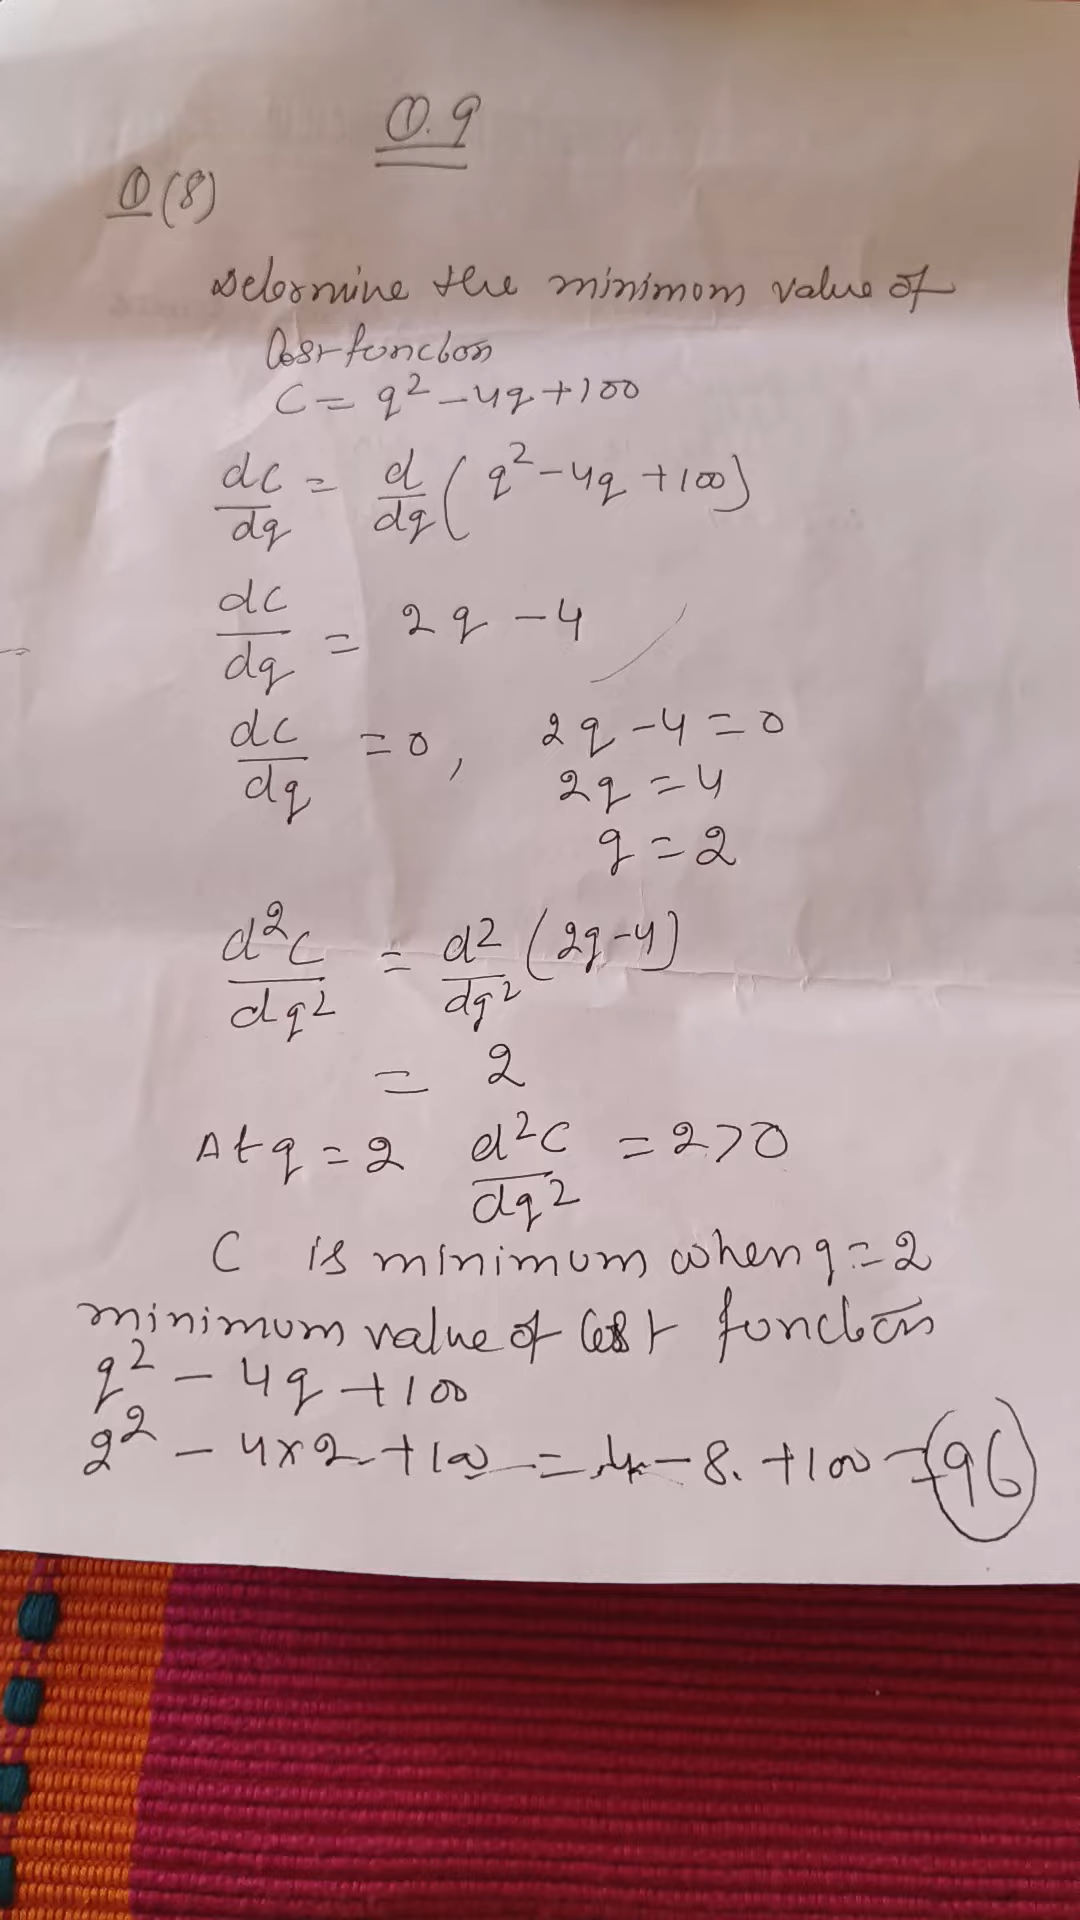 Q. 9
Q (8)
Determine the minimum value of
Cost function
C = q² - 4q + 100
dC/dq = d/dq (q² - 4q + 100)
dC/dq = 2q - 4
dC/dq = 0, 2q - 4 = 0
2q = 4
q = 2
d²C/dq² = d²/dq² (2q - 4)
= 2
At q = 2 d²C/dq² = 2 > 0
C is minimum when q = 2
minimum value of Cost function
q² - 4q + 100
2² - 4 × 2 + 100 = 4 - 8. + 100 = 96